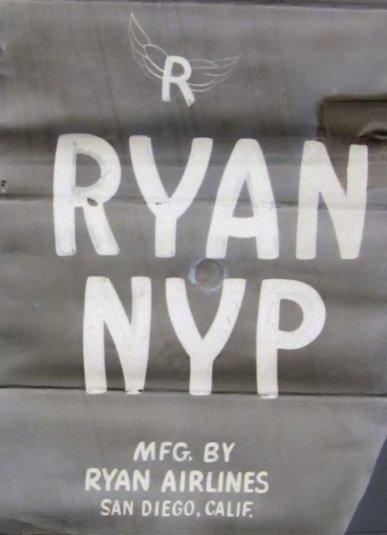 R
RYAN
NYP
MFG. BY
RYAN AIRLINES
SAN DIEGO, CALIF.